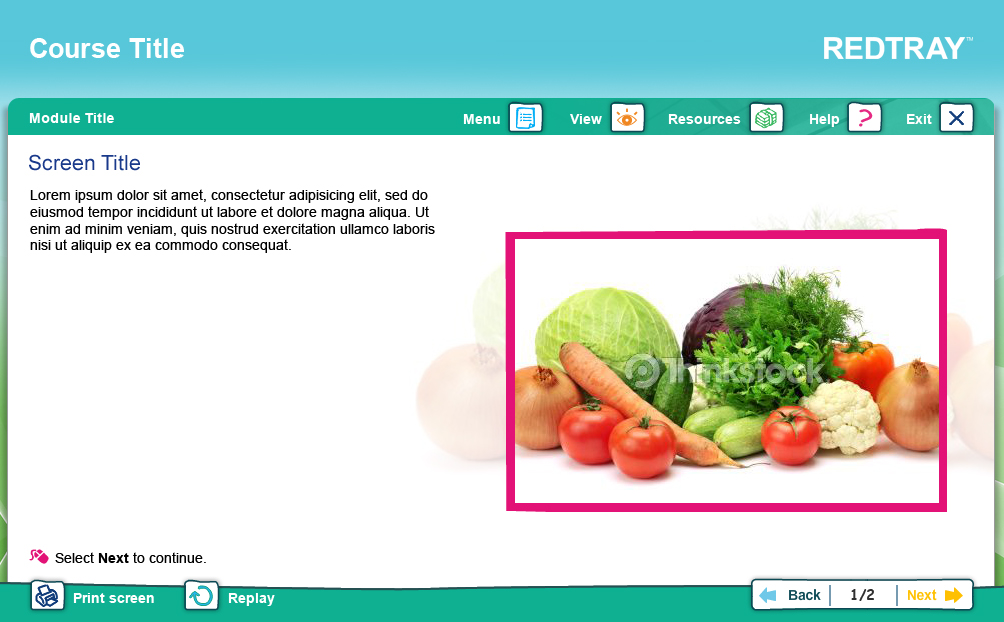 Course Title
REDTRAY™
Module Title
Menu
View
Resources
Help
Exit
Screen Title
Lorem ipsum dolor sit amet, consectetur adipisicing elit, sed do
eiusmod tempor incididunt ut labore et dolore magna aliqua. Ut
enim ad minim veniam, quis nostrud exercitation ullamco laboris
nisi ut aliquip ex ea commodo consequat.
Thinkstock
Select Next to continue.
Print screen
Replay
Back
1/2
Next